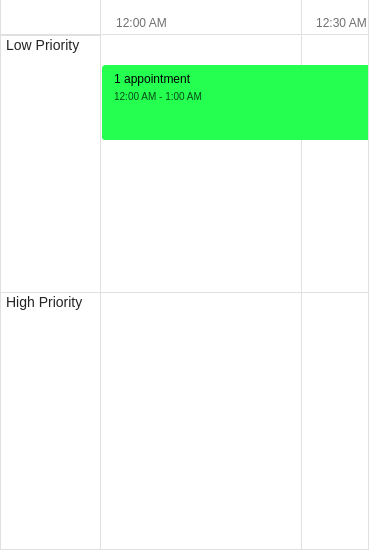 12:00 AM
12:30 AM
Low Priority
1 appointment
12:00 AM - 1:00 AM
High Priority